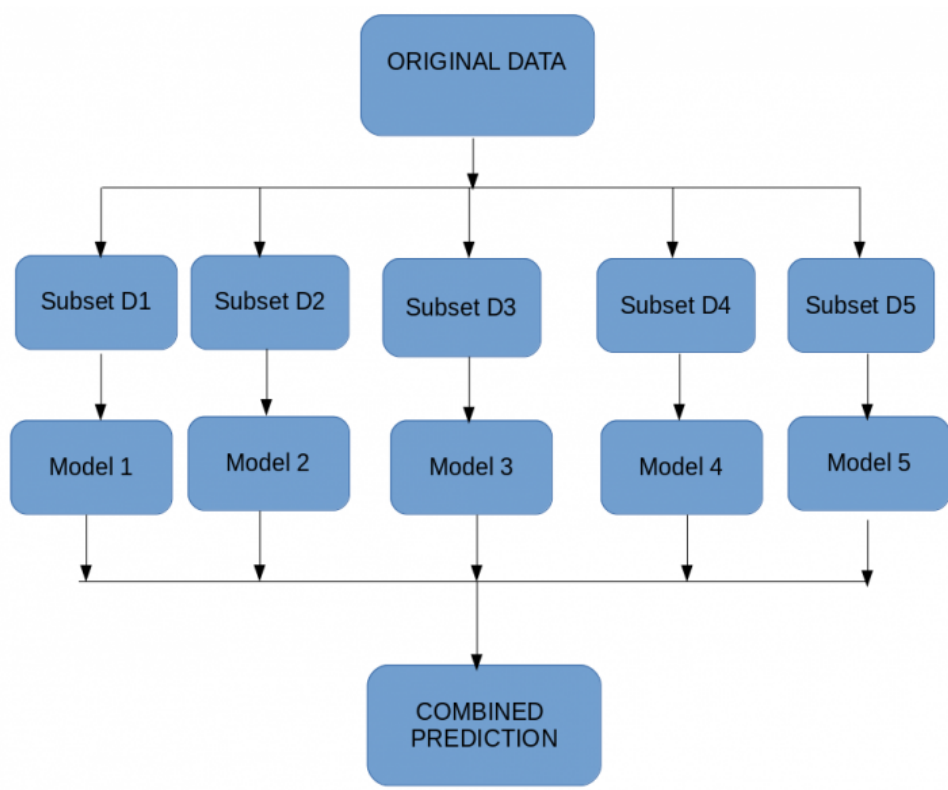 ORIGINAL DATA
Subset D1
Subset D2
Subset D3
Subset D4
Subset D5
Model 1
Model 2
Model 3
Model 4
Model 5
COMBINED
PREDICTION